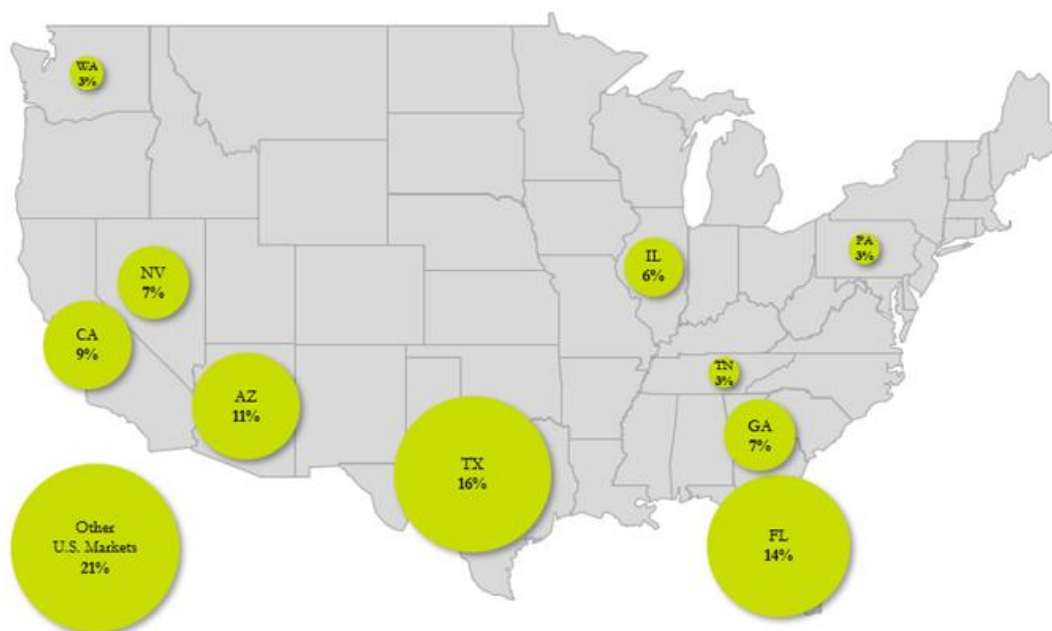 WA
3%
NV
7%
CA
9%
AZ
11%
TX
16%
IL
6%
PA
3%
TN
3%
GA
7%
FL
14%
Other
U.S. Markets
21%